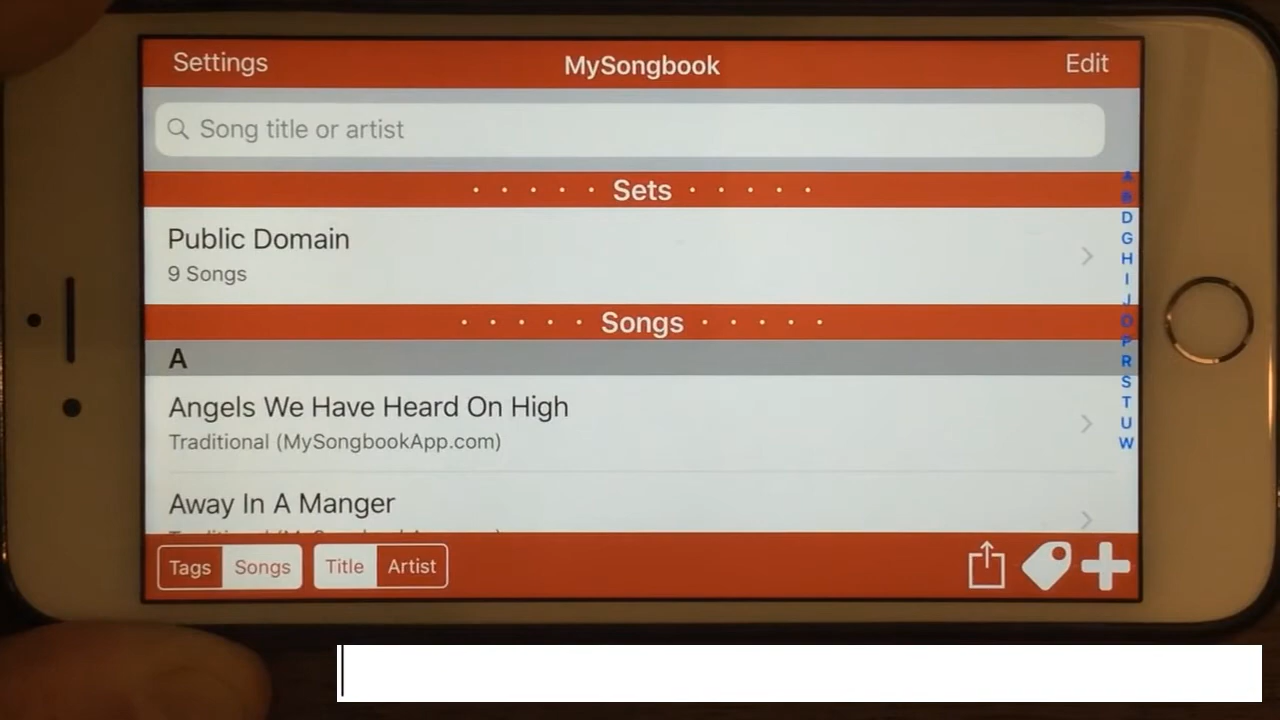 Settings
MySongbook
Edit
Song title or artist
Sets
Public Domain
9 Songs
Songs
A
Angels We Have Heard On High
Traditional (MySongbookApp.com)
Away In A Manger
Tags
Songs
Title
Artist
D
G
H
I
J
O
P
R
S
T
U
W